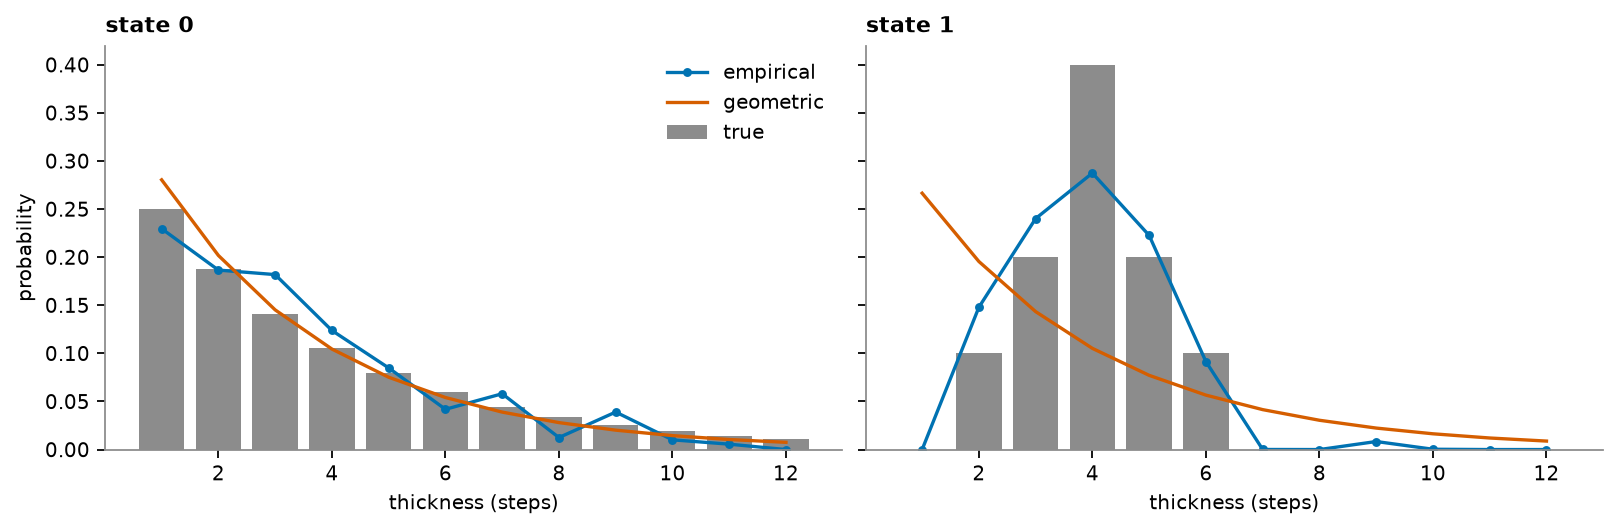 state 0
state 1
0.40
0.35
0.30
0.25
0.20
0.15
0.10
0.05
0.00
probability
empirical
geometric
true
2 4 6 8 10 12
2 4 6 8 10 12
thickness (steps)
thickness (steps)